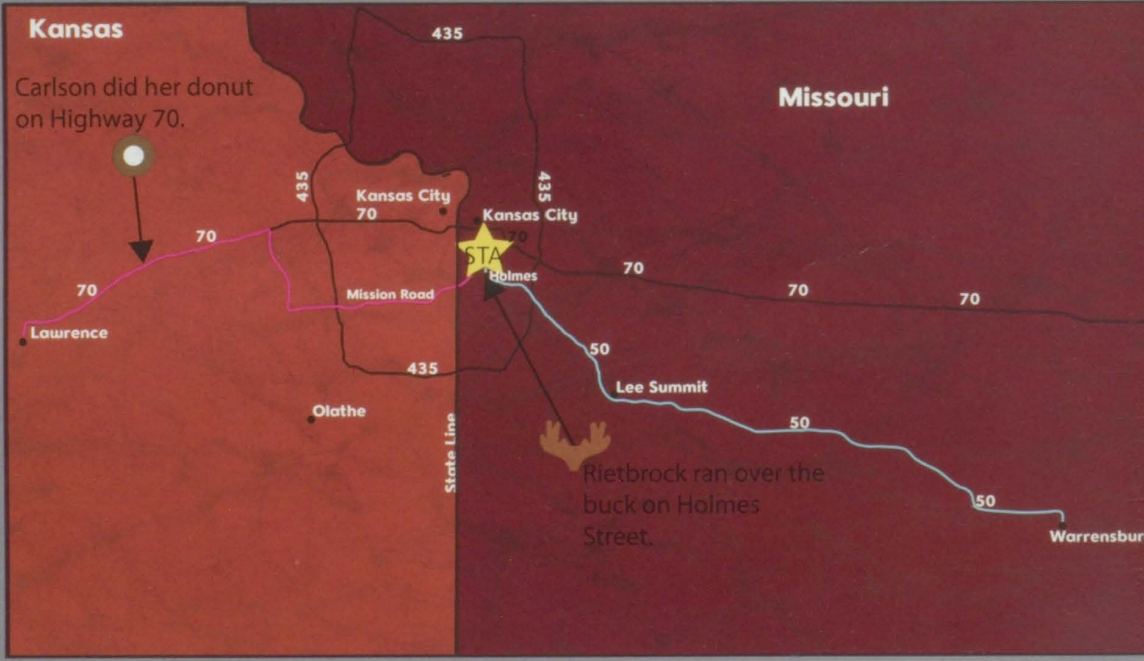 Kansas
435
Carlson did her donut
on Highway 70.
Missouri
435
435
Kansas City
70
Kansas City
70
70
STA
70
Holmes
70
70
70
Mission Road
Lawrence
50
435
Lee Summit
Olathe
50
State Line
Rietbrock ran over the
buck on Holmes
Street.
50
Warrensbur